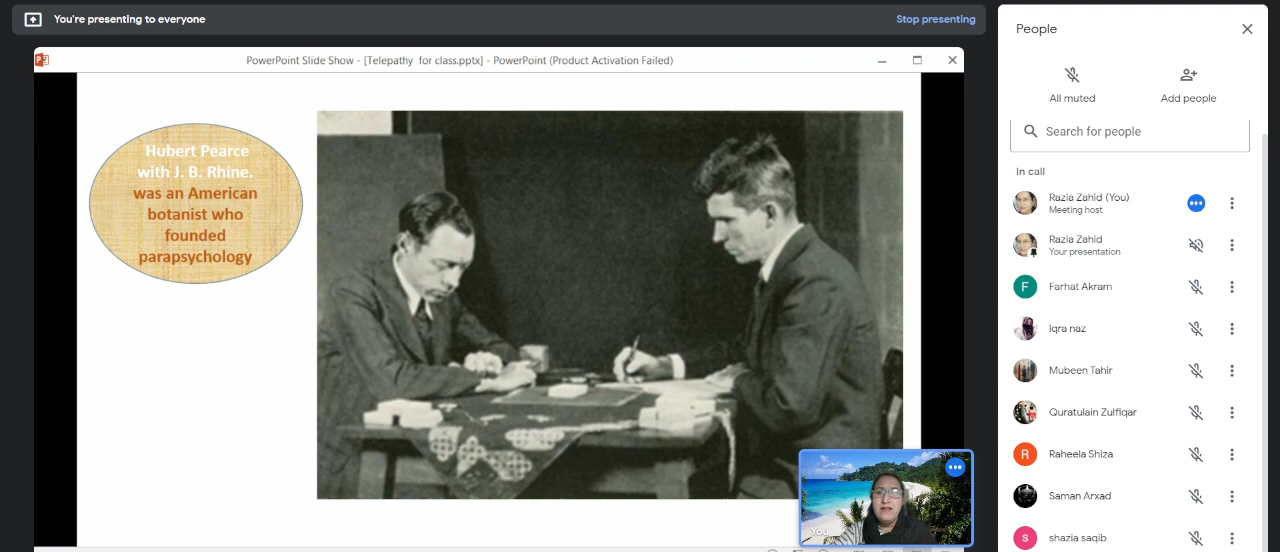 You're presenting to everyone
Stop presenting
PowerPoint Slide Show - [Telepathy  for class.pptx] - PowerPoint (Product Activation Failed)
Hubert Pearce
with J. B. Rhine.
was an American
botanist who
founded
parapsychology
You
People
All muted
Add people
Search for people
In call
Razia Zahid (You)
Meeting host
Razia Zahid
Your presentation
F
Farhat Akram
iqra naz
Mubeen Tahir
Quratulain Zulfiqar
R
Raheela Shiza
Saman Arxad
s
shazia saqib